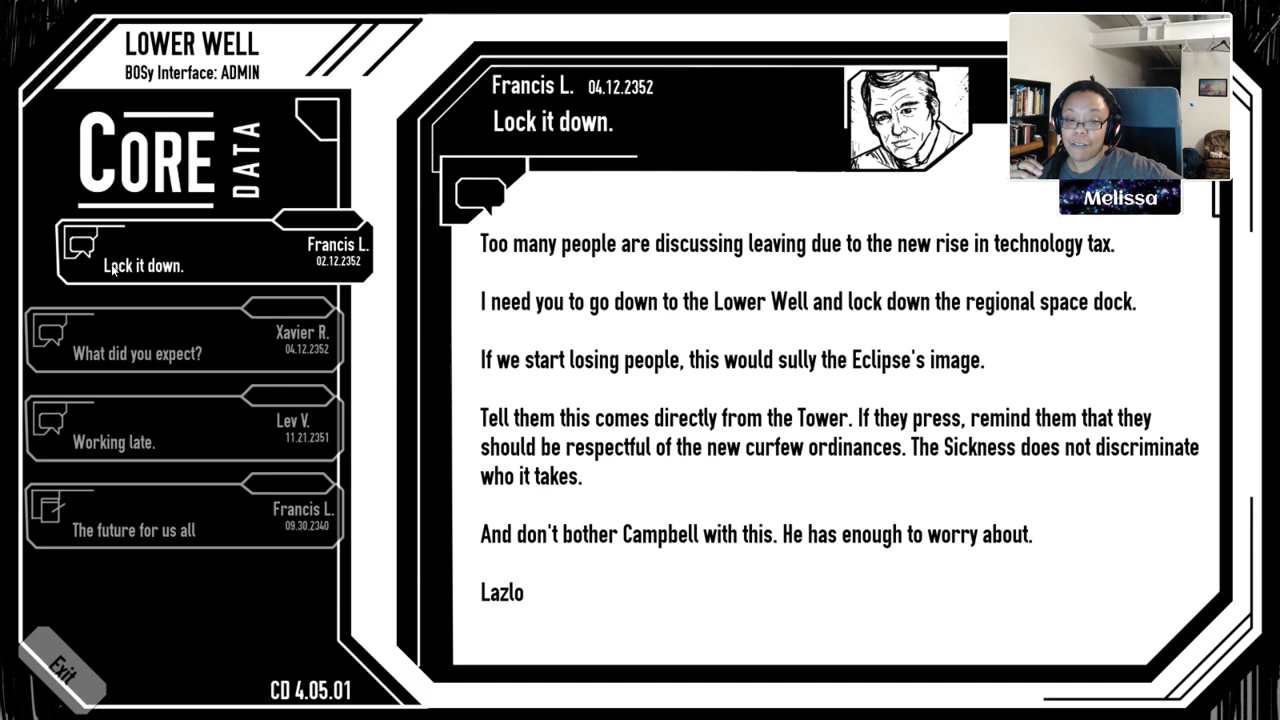 LOWER WELL
BOSy Interface: ADMIN
CORE
DATA
Francis L.
02.12.2352
Lock it down.
Xavier R.
04.12.2352
What did you expect?
Lev V.
11.21.2351
Working late.
Francis L.
09.30.2340
The future for us all
Exit
CD 4.05.01
Francis L. 04.12.2352
Lock it down.
Too many people are discussing leaving due to the new rise in technology tax.
I need you to go down to the Lower Well and lock down the regional space dock.
If we start losing people, this would sully the Eclipse's image.
Tell them this comes directly from the Tower. If they press, remind them that they
should be respectful of the new curfew ordinances. The Sickness does not discriminate
who it takes.
And don't bother Campbell with this. He has enough to worry about.
Lazlo
Melissa